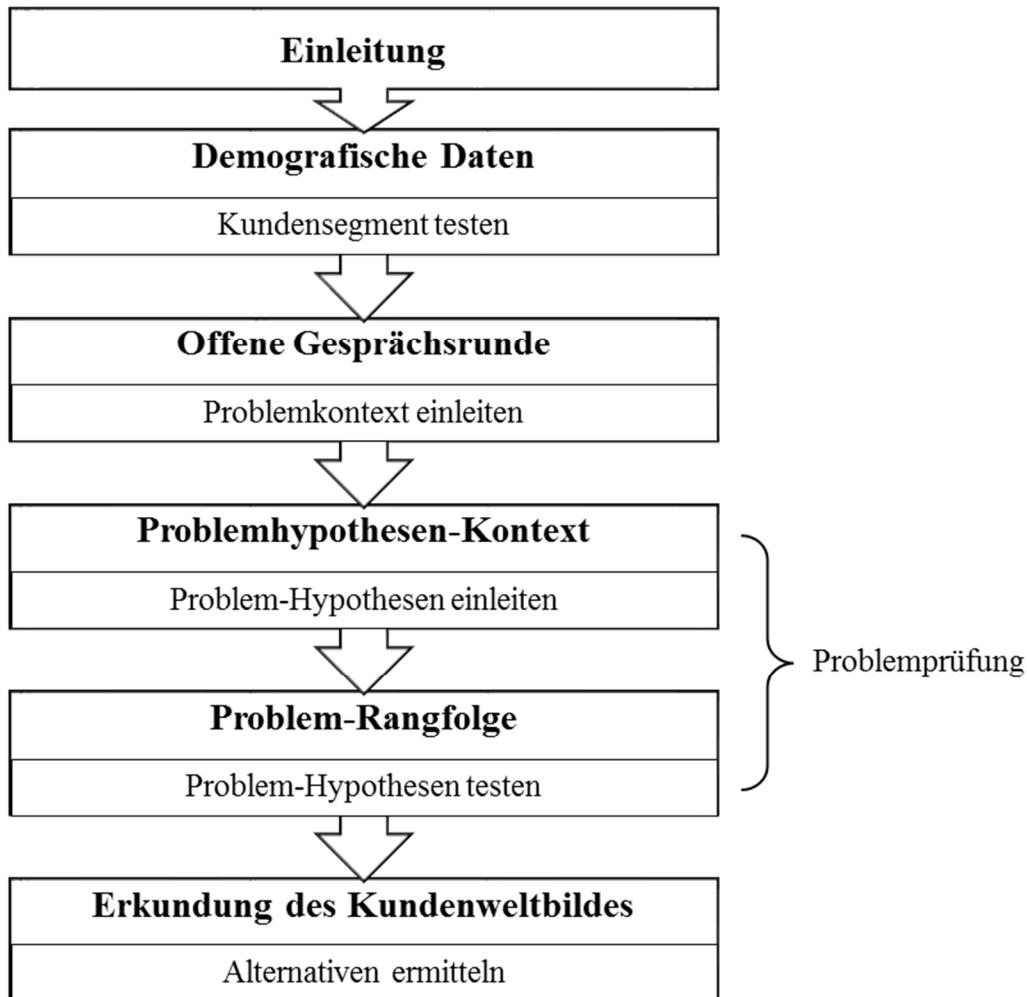 Einleitung
Demografische Daten
Kundensegment testen
Offene Gesprächsrunde
Problemkontext einleiten
Problemhypothesen-Kontext
Problem-Hypothesen einleiten
Problemprüfung
Problem-Rangfolge
Problem-Hypothesen testen
Erkundung des Kundenweltbildes
Alternativen ermitteln